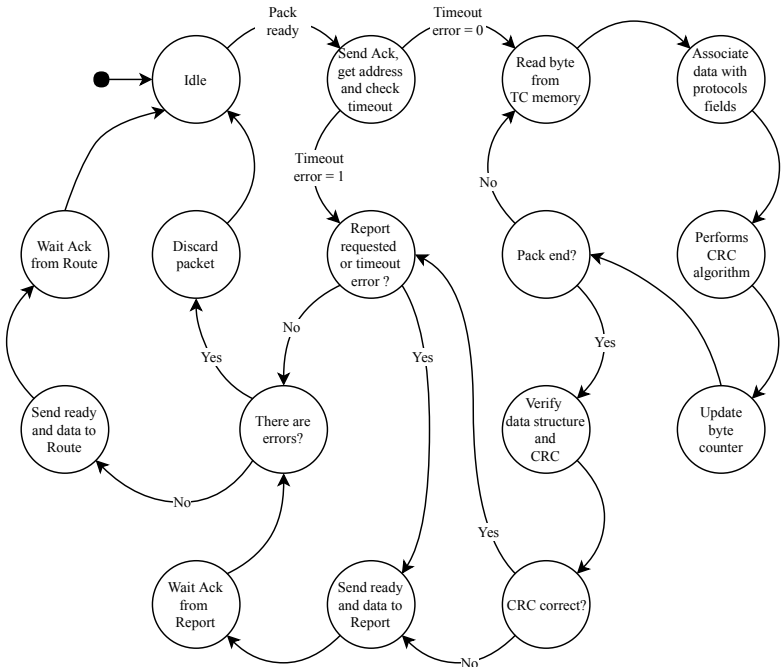 Pack
ready
Timeout
error = 0
Idle
Send Ack,
get address
and check
timeout
Read byte
from
TC memory
Associate
data with
protocols
fields
Timeout
error = 1
No
Wait Ack
from Route
Discard
packet
Report
requested
or timeout
error ?
Pack end?
Performs
CRC
algorithm
No
Yes
Yes
Yes
Send ready
and data to
Route
There are
errors?
Verify
data structure
and
CRC
Update
byte
counter
No
Yes
Wait Ack
from
Report
Send ready
and data to
Report
CRC correct?
No